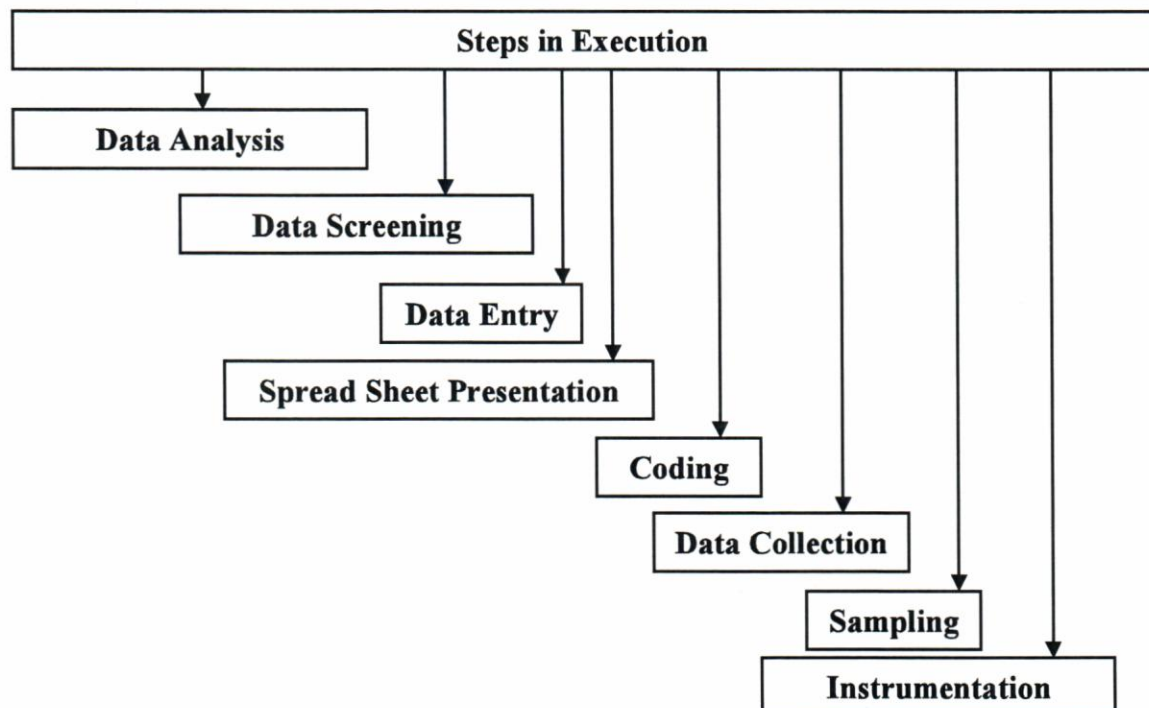 Steps in Execution
Data Analysis
Data Screening
Data Entry
Spread Sheet Presentation
Coding
Data Collection
Sampling
Instrumentation